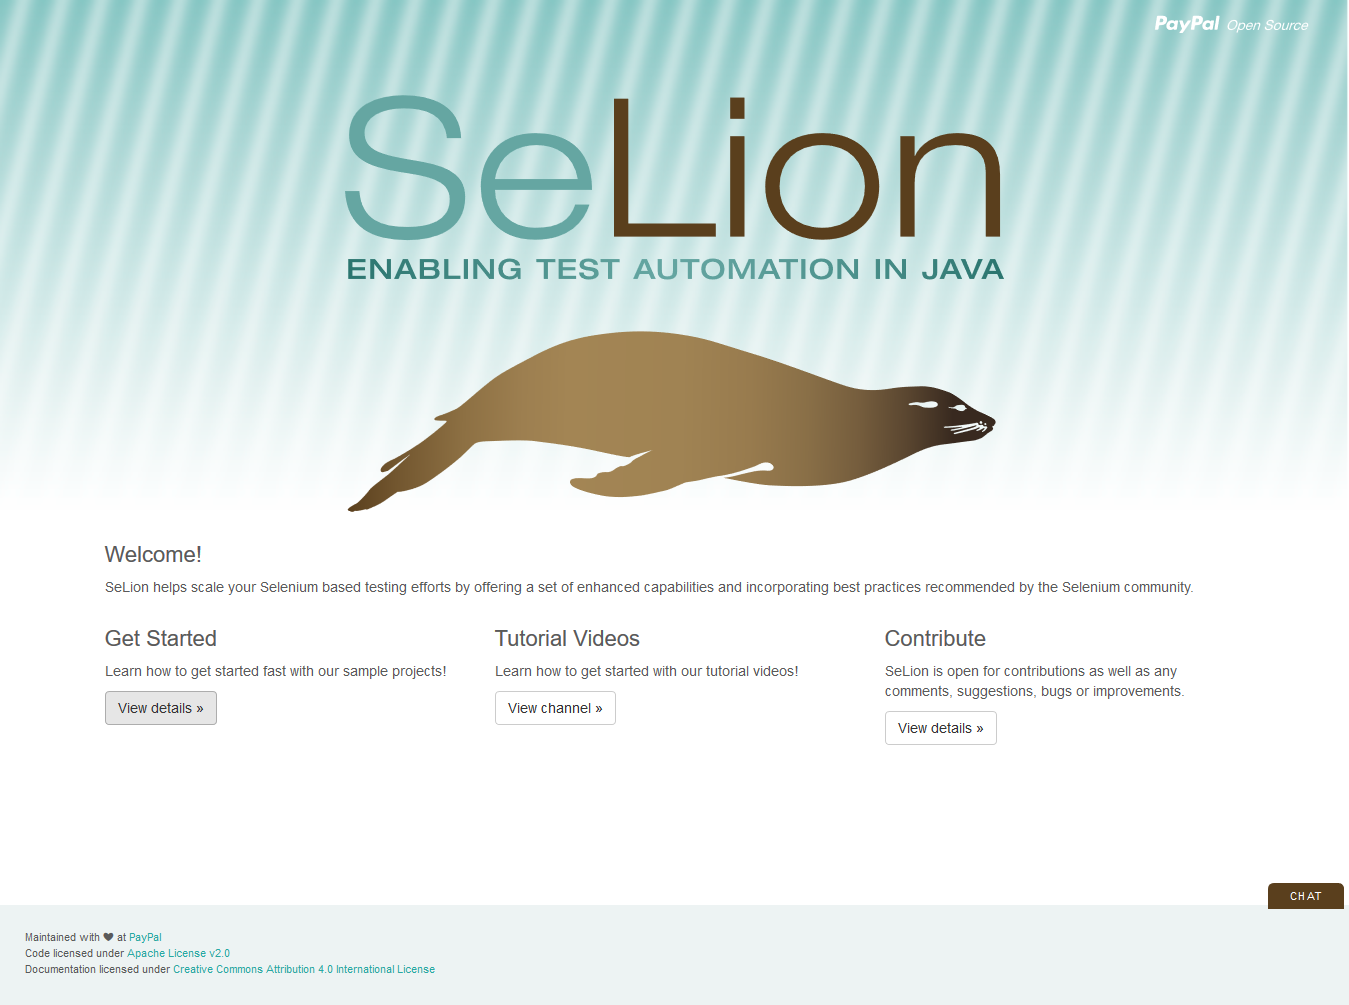 PayPal Open Source
SeLion
ENABLING TEST AUTOMATION IN JAVA
Welcome!
SeLion helps scale your Selenium based testing efforts by offering a set of enhanced capabilities and incorporating best practices recommended by the Selenium community.
Get Started
Learn how to get started fast with our sample projects!
View details »
Tutorial Videos
Learn how to get started with our tutorial videos!
View channel »
Contribute
SeLion is open for contributions as well as any
comments, suggestions, bugs or improvements.
View details »
CHAT
Maintained with ♥ at PayPal
Code licensed under Apache License v2.0
Documentation licensed under Creative Commons Attribution 4.0 International License